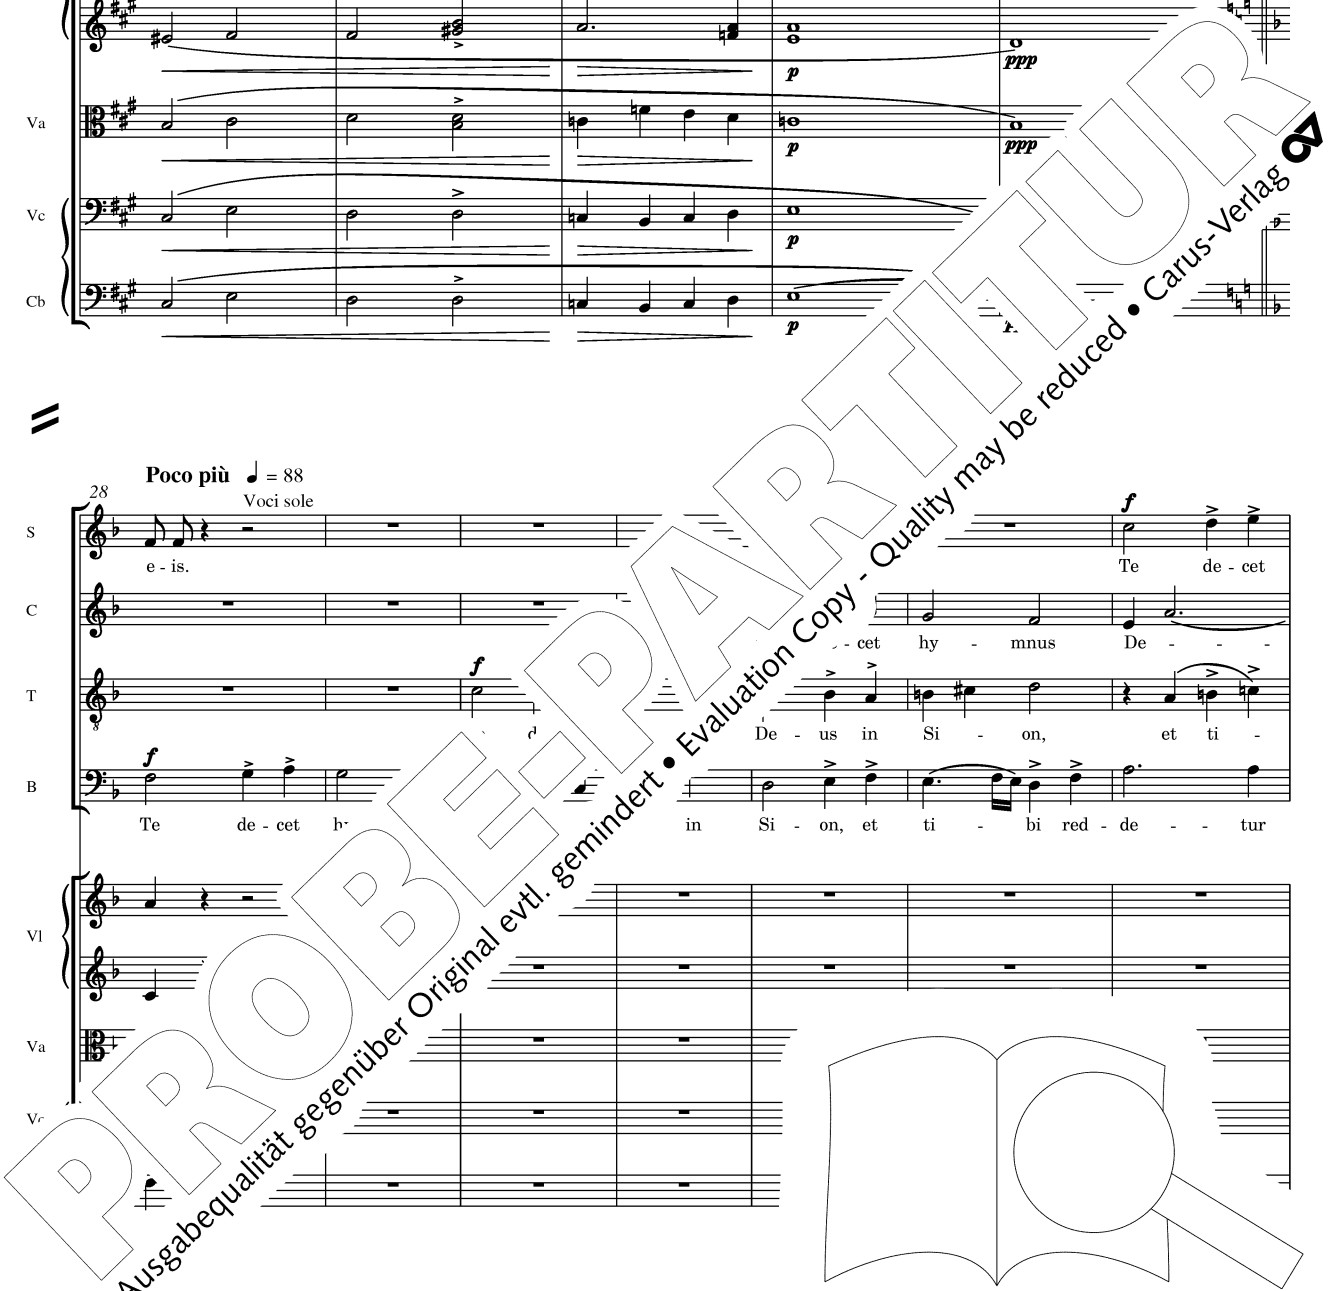 p ppp
Va
p ppp
Vc
p
Cb
p
Poco più = 88
28
Voci sole
S
f
e - is. Te de - cet
C
cet hy - mnus De -
T
f
De - us in Si - on, et ti -
B
f
Te de - cet in Si - on, et ti - bi red - de - tur
Vl
Va
PROBE-PARTITUR
Ausgabequalität gegenüber Original evtl. gemindert • Evaluation Copy - Quality may be reduced • Carus-Verlag